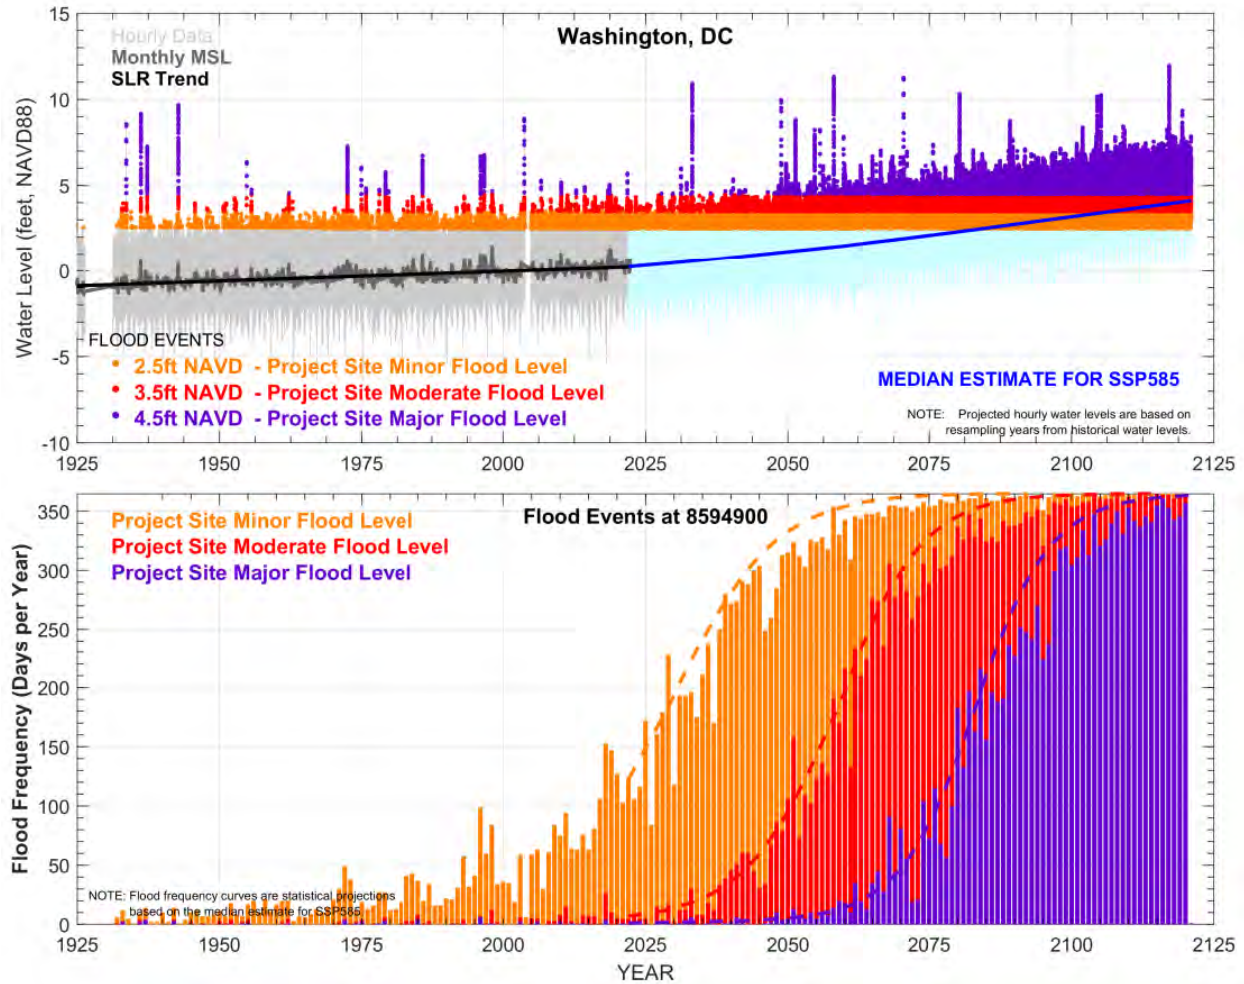 Washington, DC
Hourly Data
Monthly MSL
SLR Trend
Water Level (feet, NAVD88)
15
10
5
0
-5
-10
FLOOD EVENTS
2.5ft NAVD - Project Site Minor Flood Level
3.5ft NAVD - Project Site Moderate Flood Level
4.5ft NAVD - Project Site Major Flood Level
MEDIAN ESTIMATE FOR SSP585
NOTE: Projected hourly water levels are based on
resampling years from historical water levels.
1925 1950 1975 2000 2025 2050 2075 2100 2125
Flood Events at 8594900
Project Site Minor Flood Level
Project Site Moderate Flood Level
Project Site Major Flood Level
Flood Frequency (Days per Year)
350
300
250
200
150
100
50
0
NOTE: Flood frequency curves are statistical projections
based on the median estimate for SSP585
1925 1950 1975 2000 2025 2050 2075 2100 2125
YEAR